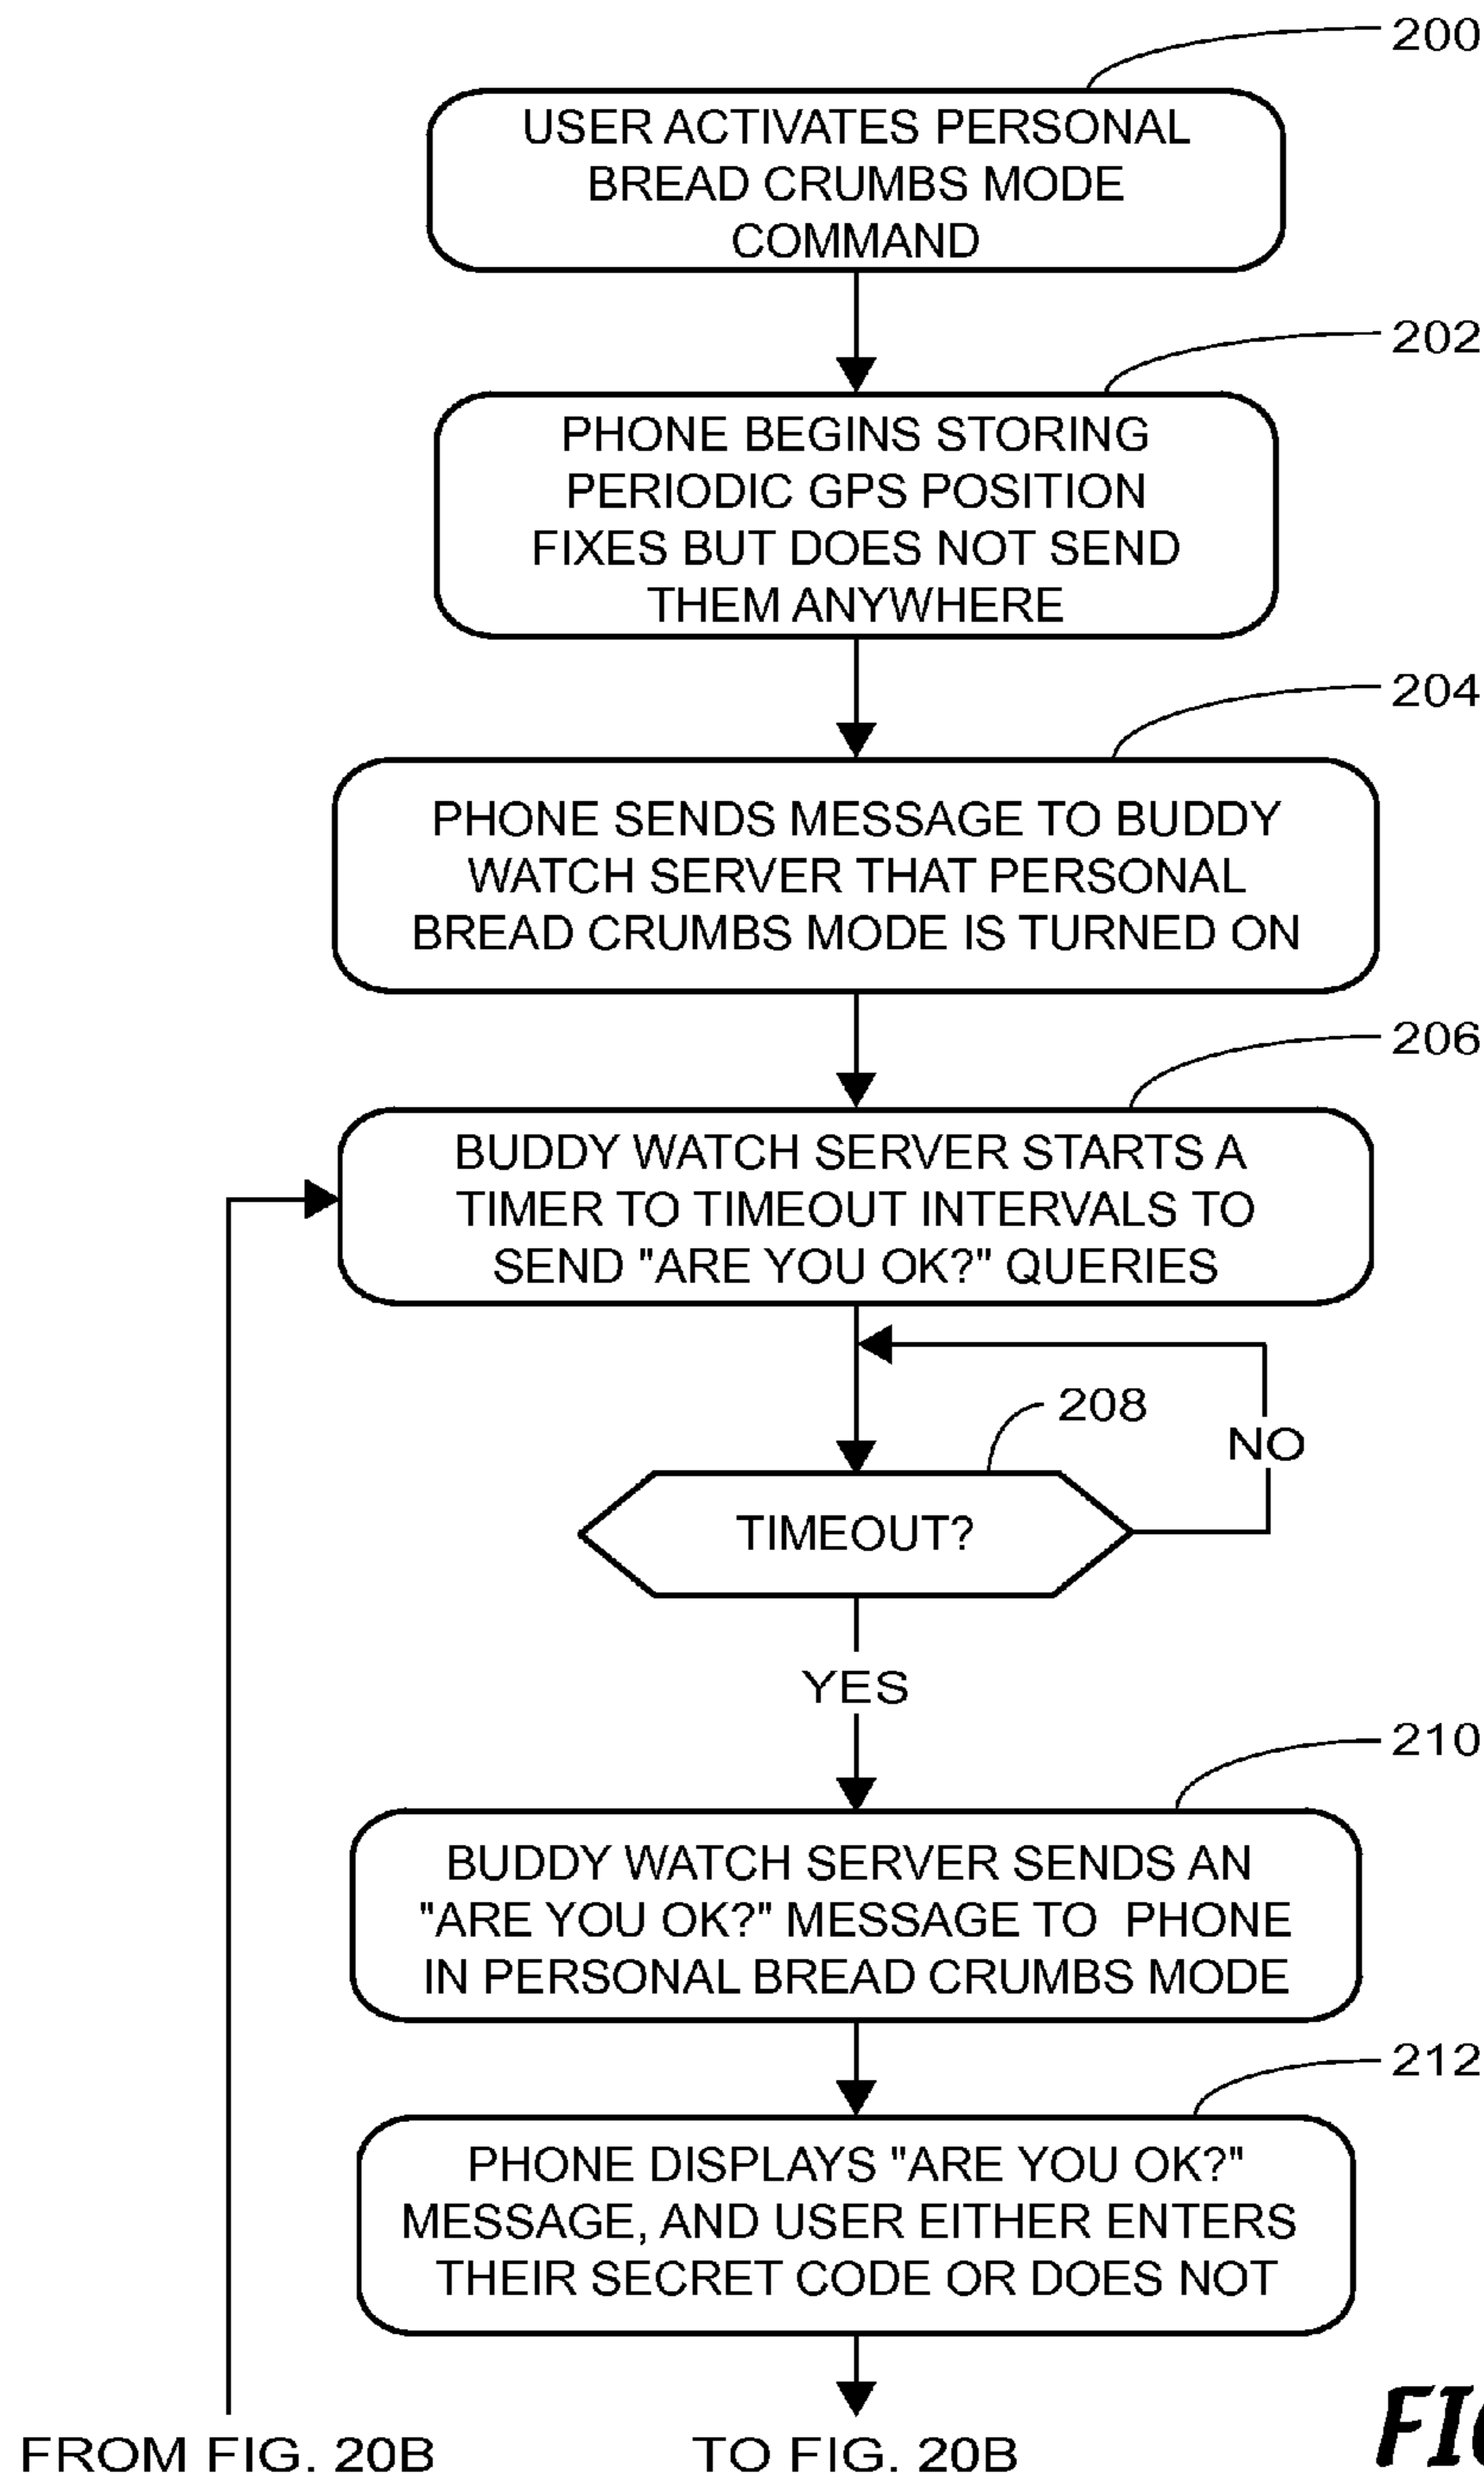 200
USER ACTIVATES PERSONAL
BREAD CRUMBS MODE
COMMAND
202
PHONE BEGINS STORING
PERIODIC GPS POSITION
FIXES BUT DOES NOT SEND
THEM ANYWHERE
204
PHONE SENDS MESSAGE TO BUDDY
WATCH SERVER THAT PERSONAL
BREAD CRUMBS MODE IS TURNED ON
206
BUDDY WATCH SERVER STARTS A
TIMER TO TIMEOUT INTERVALS TO
SEND "ARE YOU OK?" QUERIES
208
NO
TIMEOUT?
YES
210
BUDDY WATCH SERVER SENDS AN
"ARE YOU OK?" MESSAGE TO PHONE
IN PERSONAL BREAD CRUMBS MODE
212
PHONE DISPLAYS "ARE YOU OK?"
MESSAGE, AND USER EITHER ENTERS
THEIR SECRET CODE OR DOES NOT
FROM FIG. 20B
TO FIG. 20B